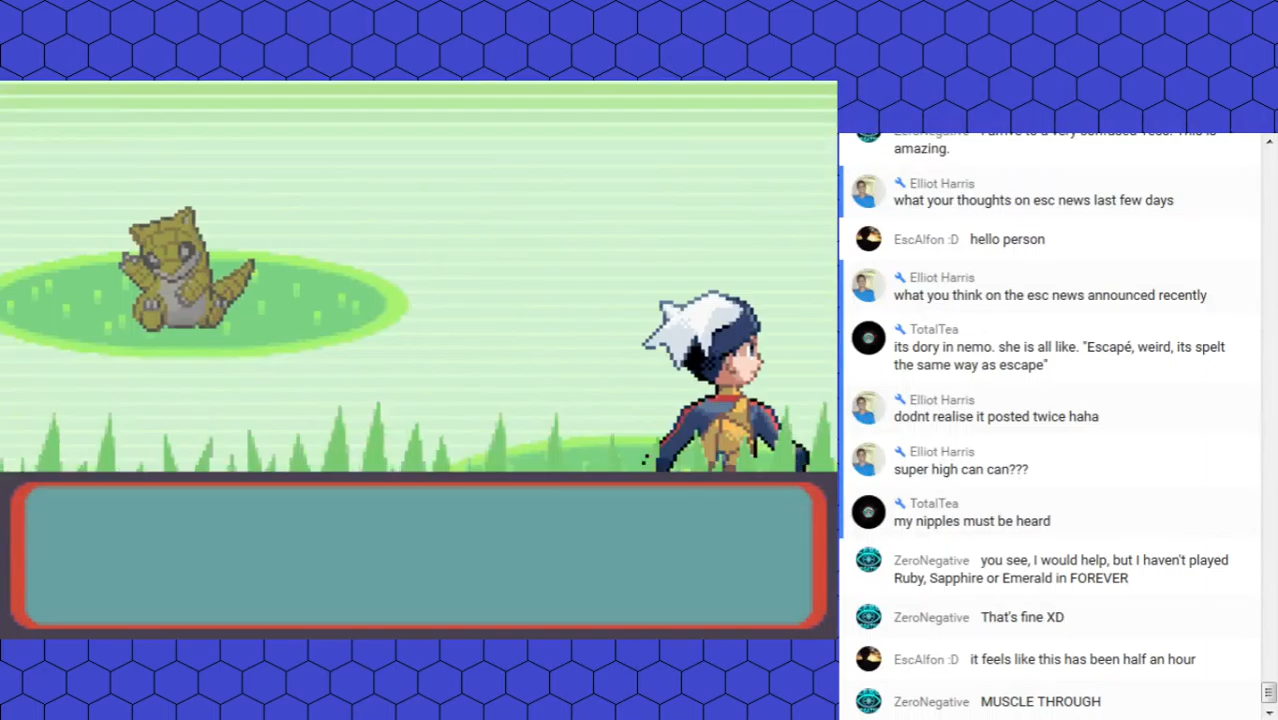 amazing.
Elliot Harris
what your thoughts on esc news last few days
EscAlfon :D hello person
Elliot Harris
what you think on the esc news announced recently
TotalTea
its dory in nemo. she is all like. "Escapé, weird, its spelt
the same way as escape"
Elliot Harris
dodnt realise it posted twice haha
Elliot Harris
super high can can???
TotalTea
my nipples must be heard
ZeroNegative you see, I would help, but I haven't played
Ruby, Sapphire or Emerald in FOREVER
ZeroNegative That's fine XD
EscAlfon :D it feels like this has been half an hour
ZeroNegative MUSCLE THROUGH